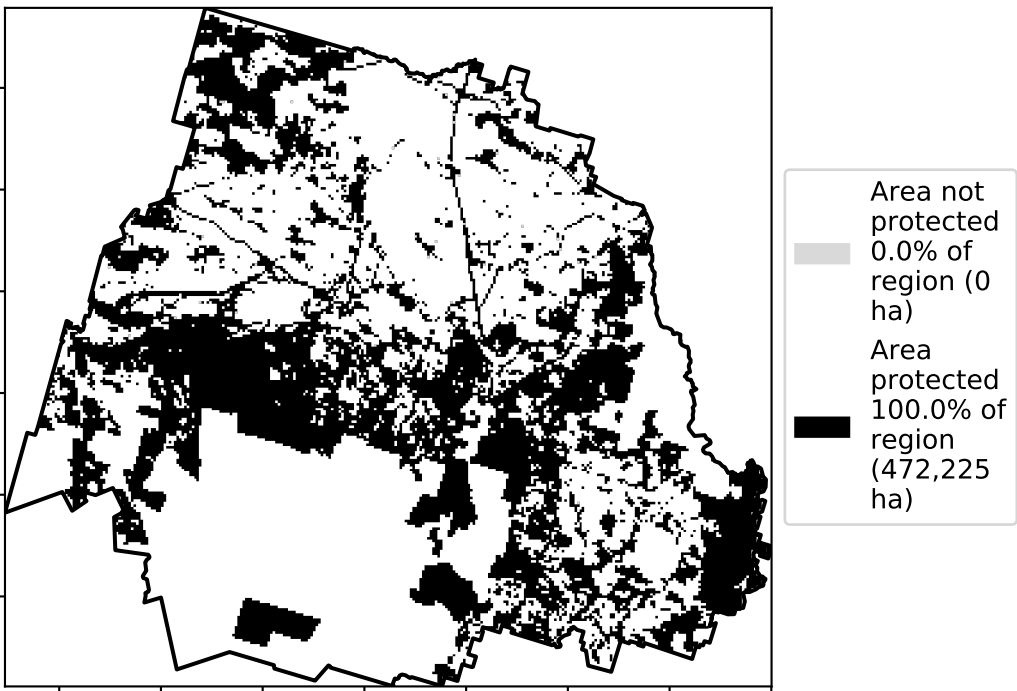 Area not
protected
0.0% of
region (0
ha)
Area
protected
100.0% of
region
(472,225
ha)